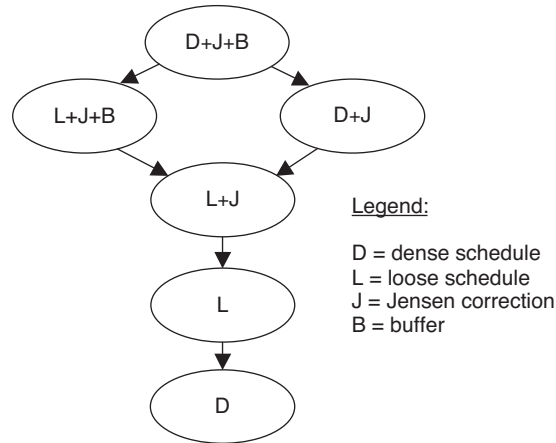 D+J+B
L+J+B
D+J
L+J
Legend:
D = dense schedule
L = loose schedule
J = Jensen correction
B = buffer
L
D